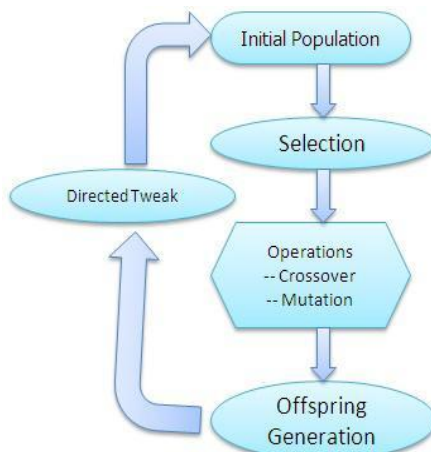 Initial Population
Selection
Operations
-- Crossover
-- Mutation
Offspring
Generation
Directed Tweak